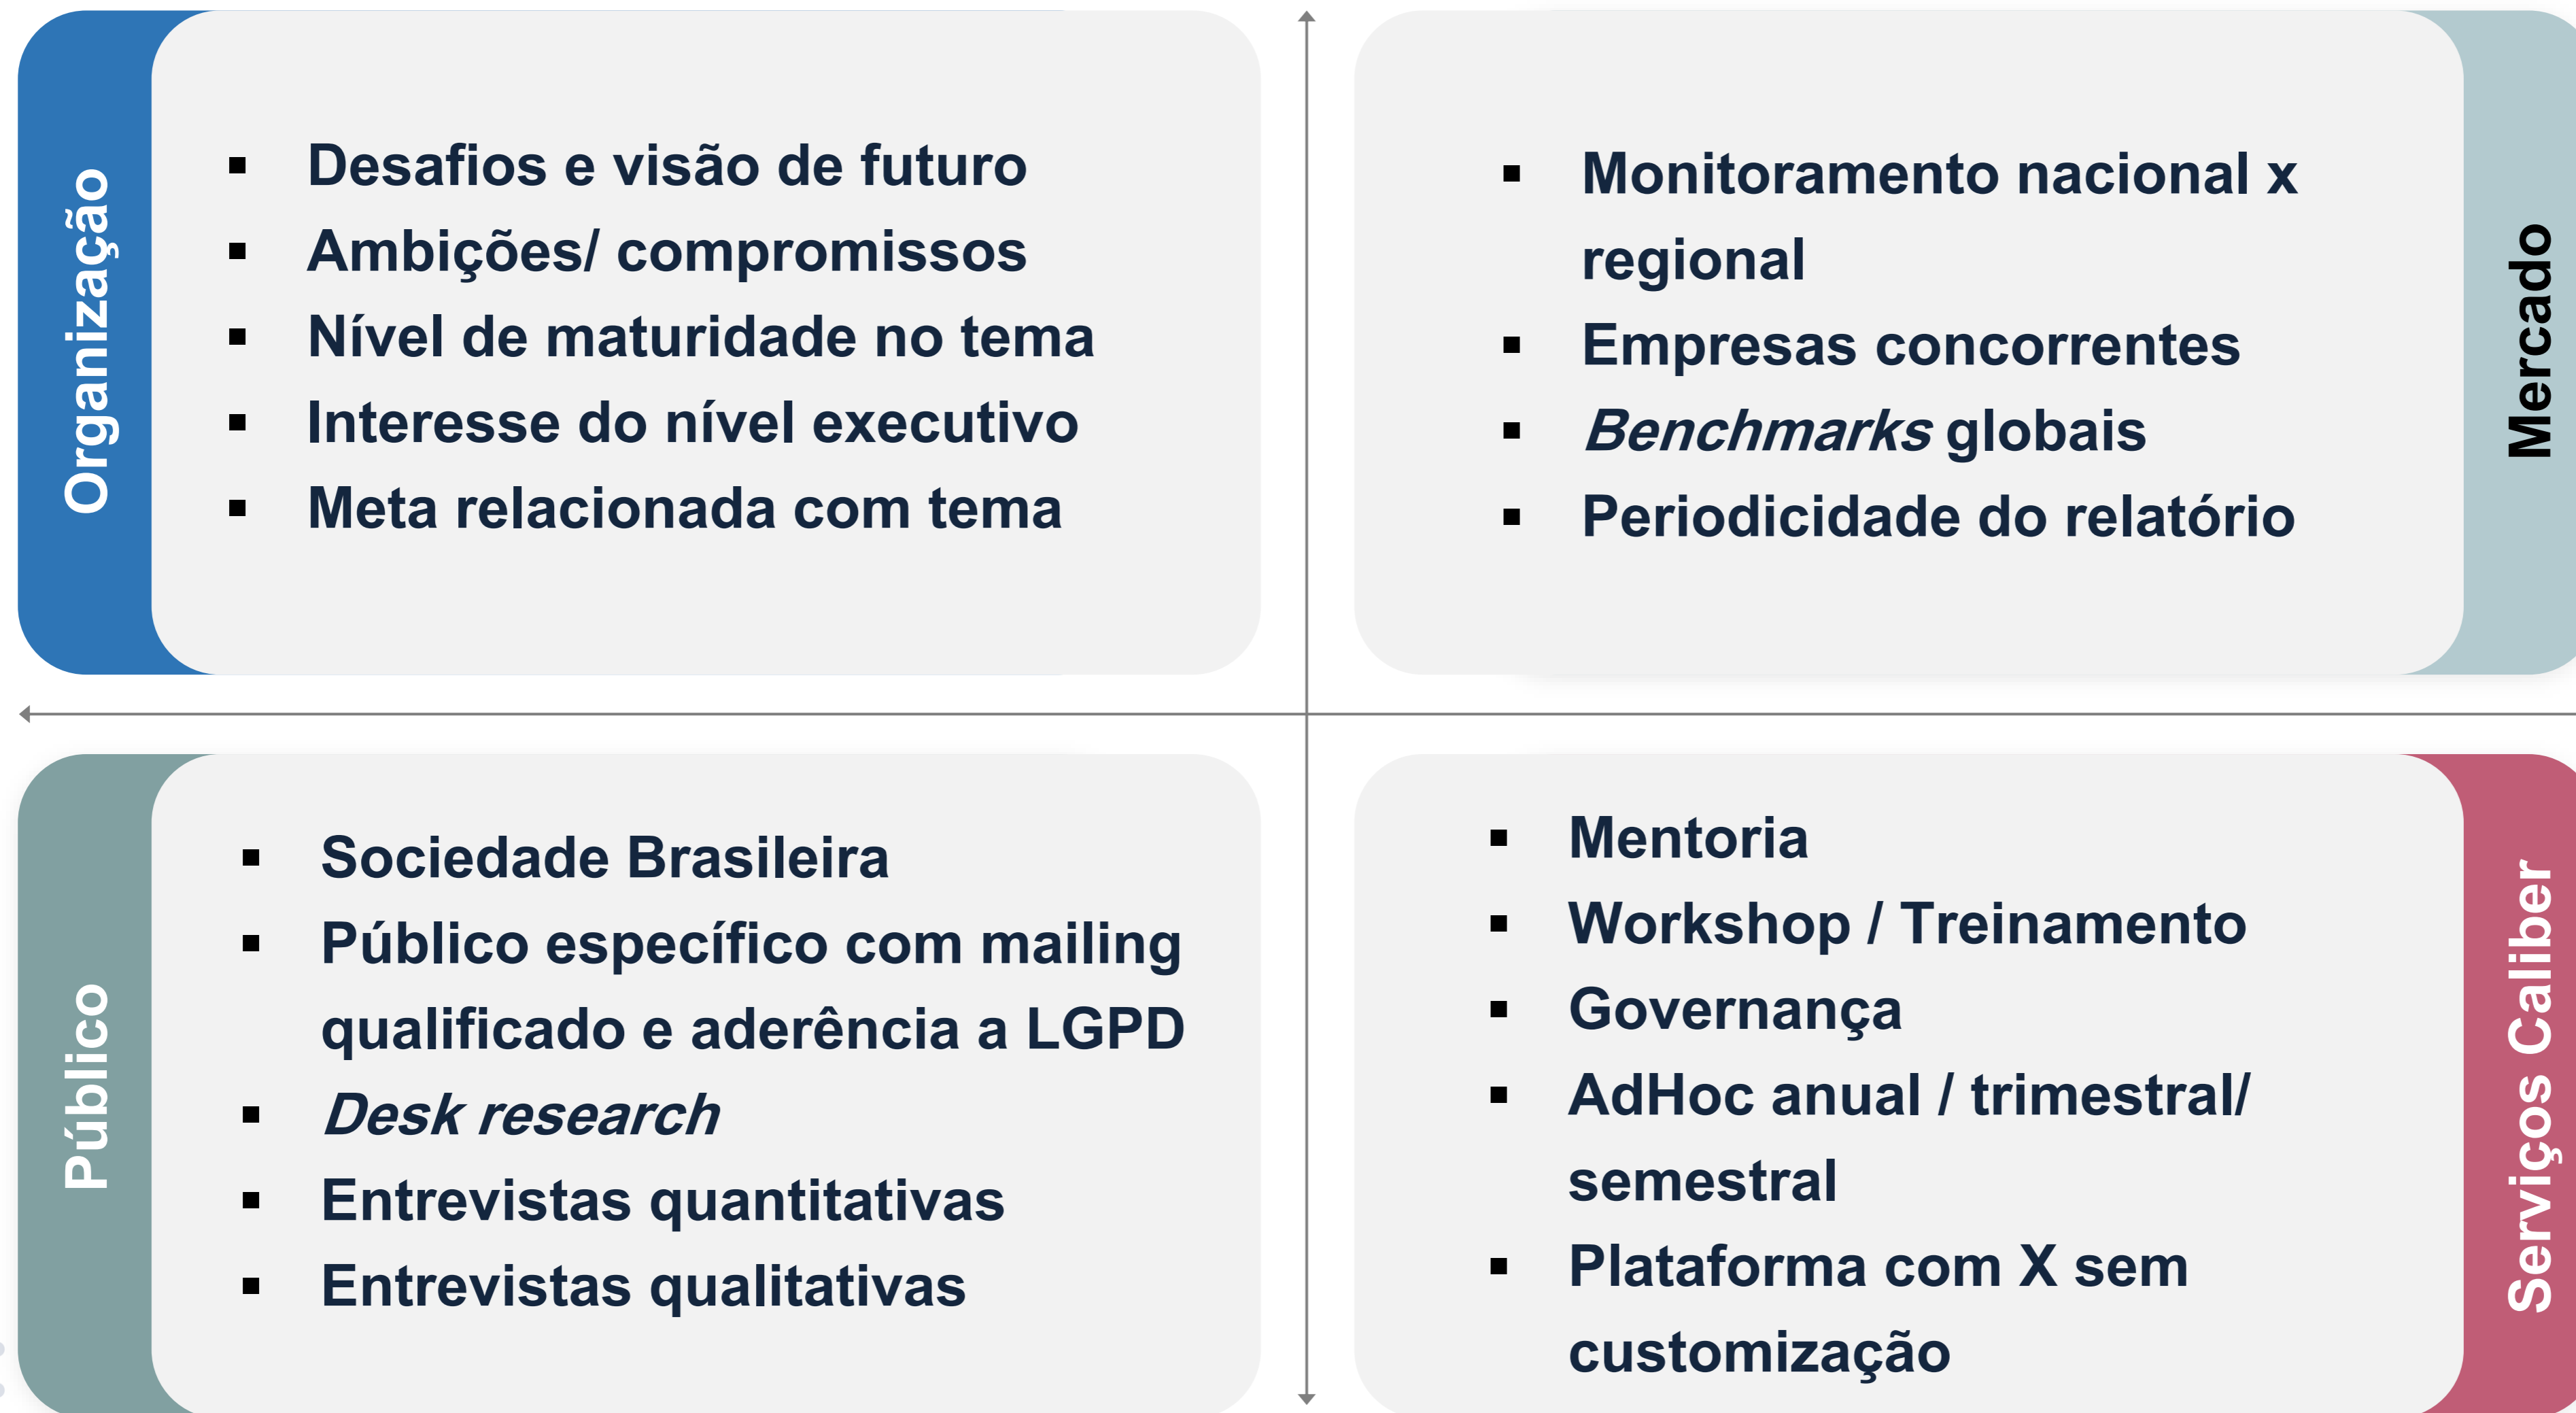 Organização
Desafios e visão de futuro
Ambições/ compromissos
Nível de maturidade no tema
Interesse do nível executivo
Meta relacionada com tema
Mercado
Monitoramento nacional x
regional
Empresas concorrentes
Benchmarks globais
Periodicidade do relatório
Público
Sociedade Brasileira
Público específico com mailing
qualificado e aderência a LGPD
Desk research
Entrevistas quantitativas
Entrevistas qualitativas
Serviços Caliber
Mentoria
Workshop / Treinamento
Governança
AdHoc anual / trimestral/
semestral
Plataforma com X sem
customização